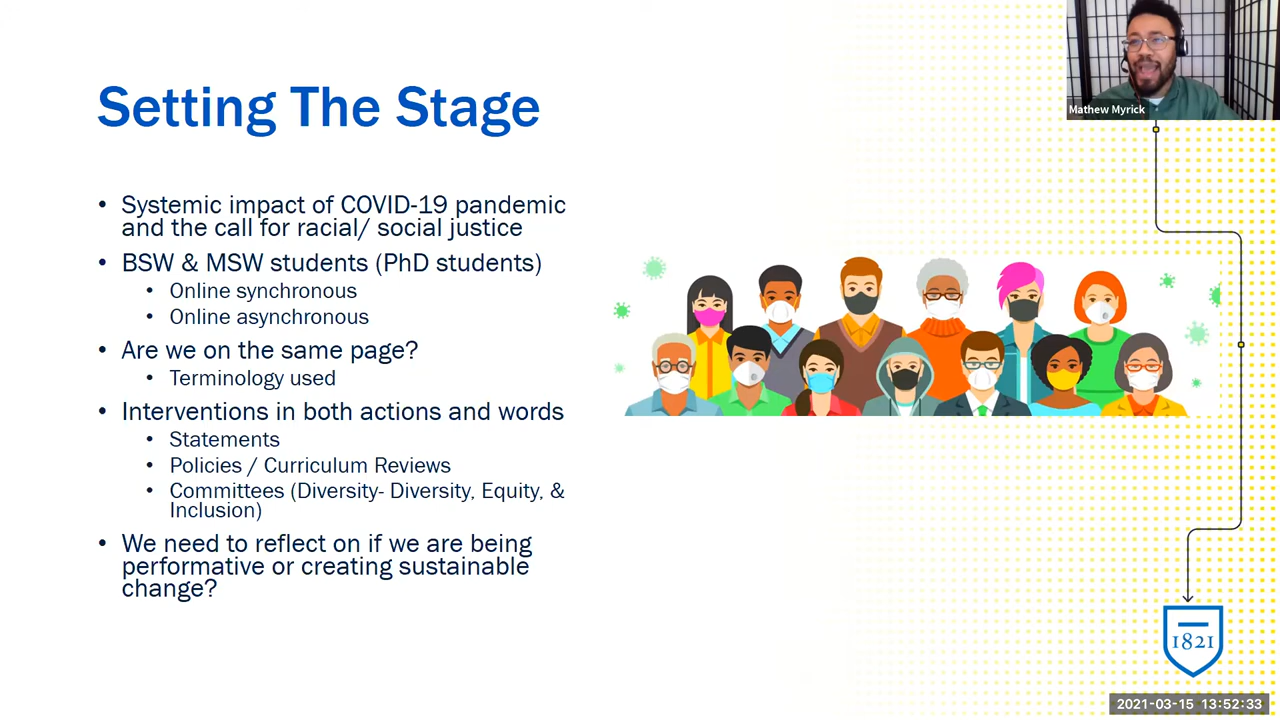 Setting The Stage
Mathew Myrick
• Systemic impact of COVID-19 pandemic
and the call for racial/ social justice
• BSW & MSW students (PhD students)
• Online synchronous
• Online asynchronous
• Are we on the same page?
• Terminology used
• Interventions in both actions and words
• Statements
• Policies / Curriculum Reviews
• Committees (Diversity- Diversity, Equity, &
Inclusion)
• We need to reflect on if we are being
performative or creating sustainable
change?
1821
2021-03-15 13:52:33